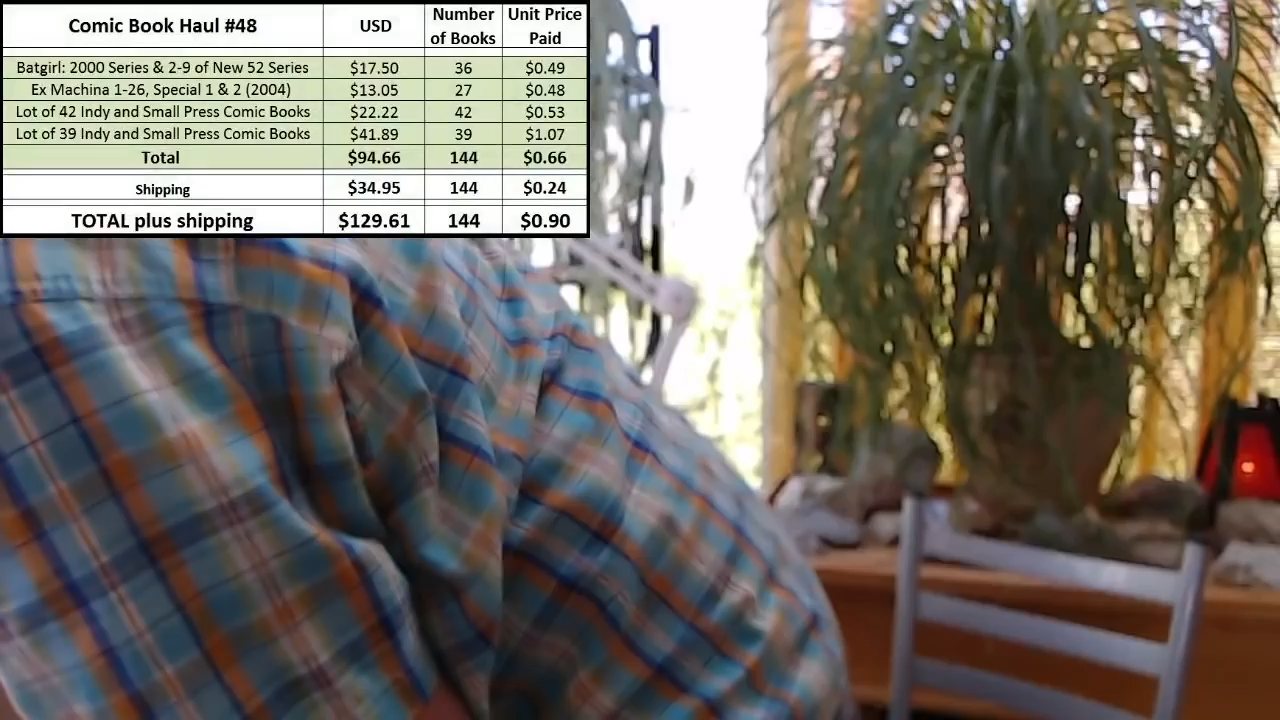 Comic Book Haul #48 USD Number of Books Unit Price Paid
Batgirl: 2000 Series & 2-9 of New 52 Series $17.50 36 $0.49
Ex Machina 1-26, Special 1 & 2 (2004) $13.05 27 $0.48
Lot of 42 Indy and Small Press Comic Books $22.22 42 $0.53
Lot of 39 Indy and Small Press Comic Books $41.89 39 $1.07
Total $94.66 144 $0.66
Shipping $34.95 144 $0.24
TOTAL plus shipping $129.61 144 $0.90